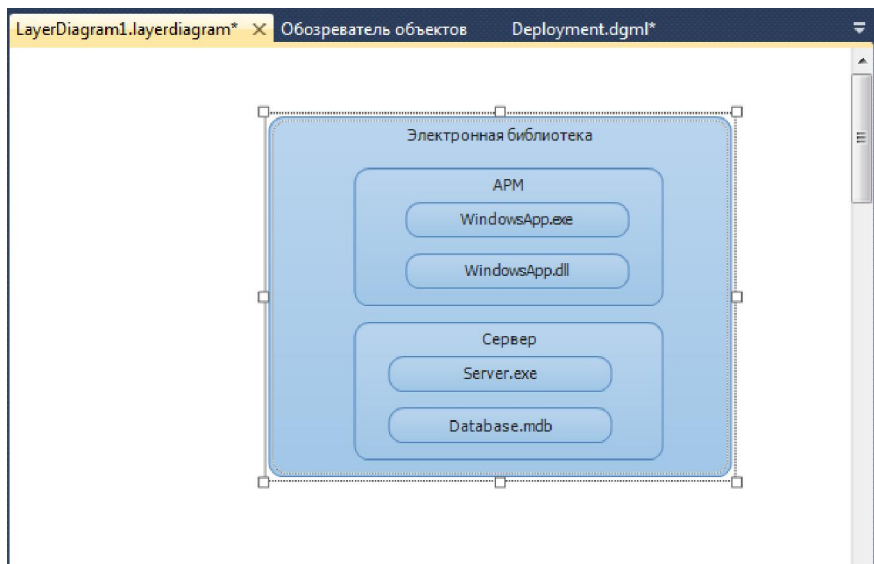 LayerDiagram1.layerdiagram* Обозреватель объектов Deployment.dgml*
Электронная библиотека
АРМ
WindowsApp.exe
WindowsApp.dll
Сервер
Server.exe
Database.mdb